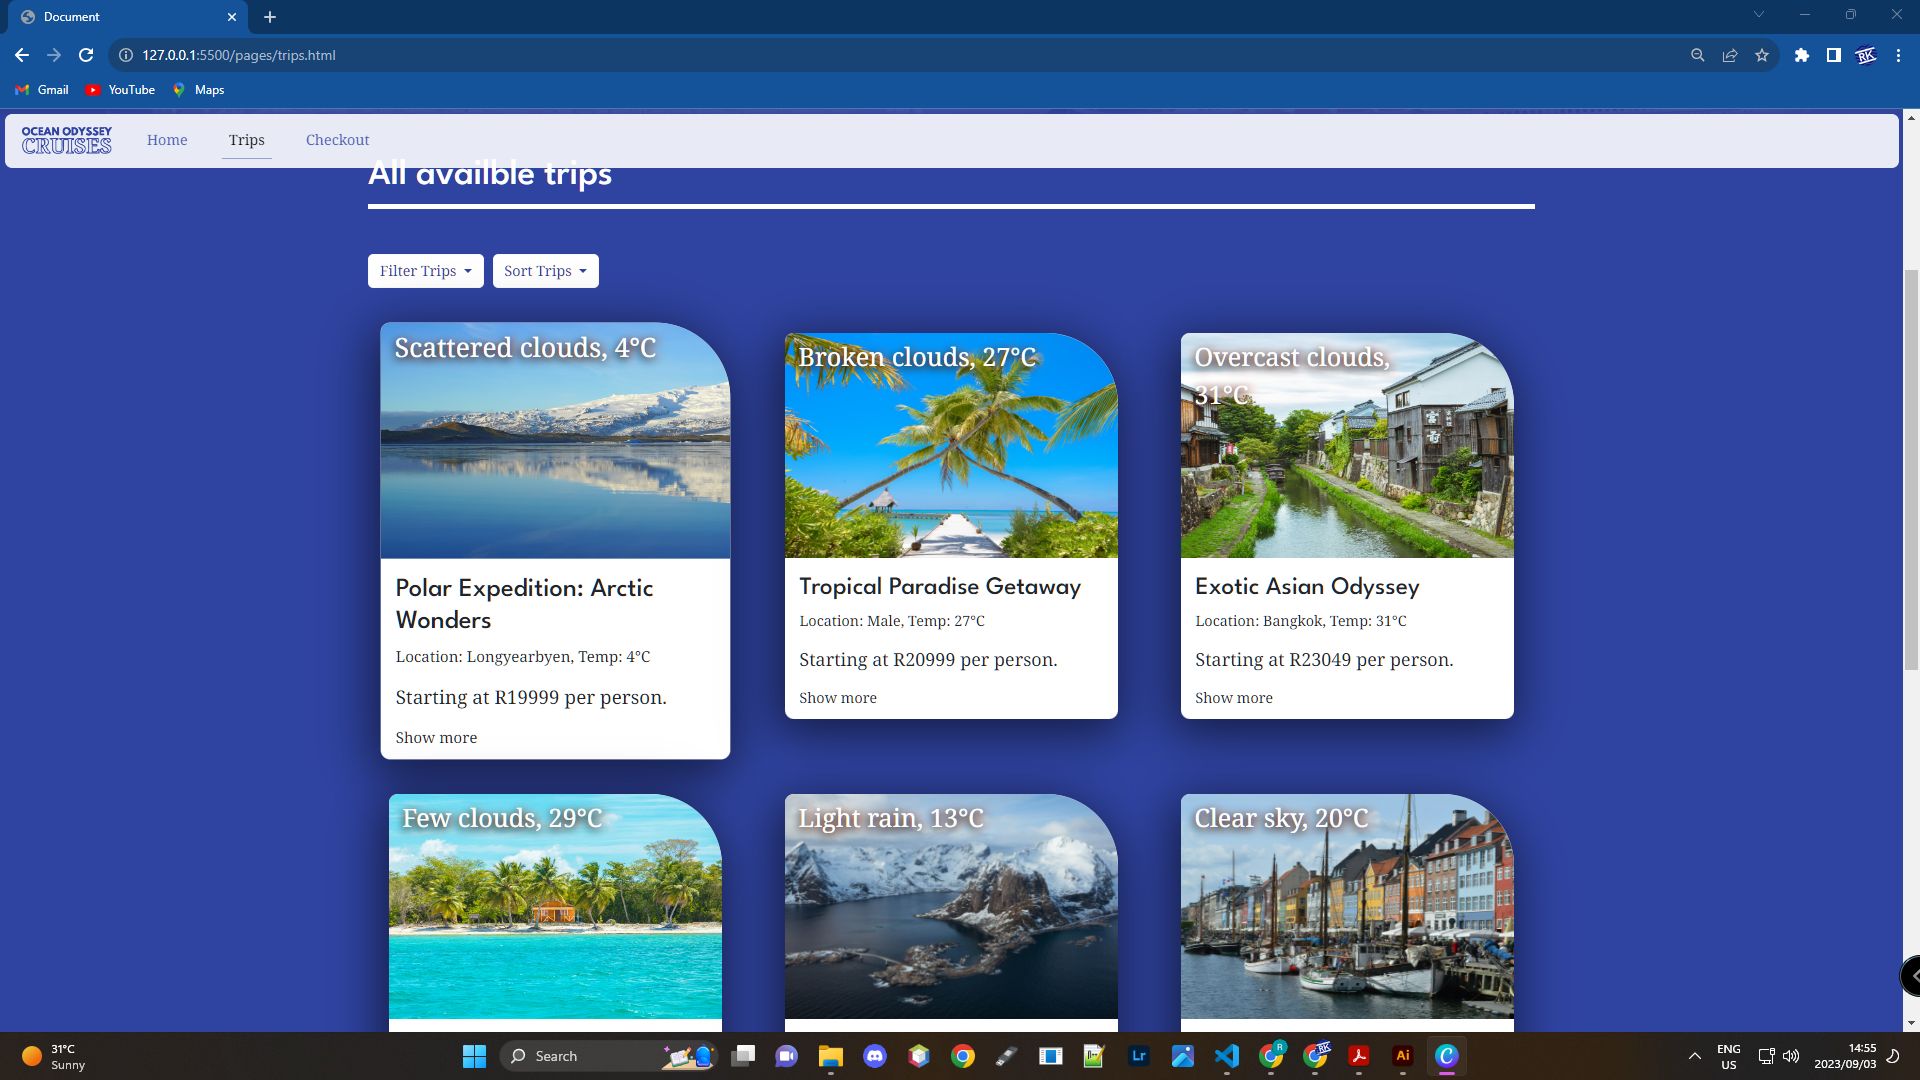 Document
127.0.0.1:5500/pages/trips.html
RK
Gmail YouTube Maps
OCEAN ODYSSEY
CRUISES
Home Trips Checkout
All availble trips
Filter Trips Sort Trips
Scattered clouds, 4°C
Polar Expedition: Arctic
Wonders
Location: Longyearbyen, Temp: 4°C
Starting at R19999 per person.
Show more
Broken clouds, 27°C
Tropical Paradise Getaway
Location: Male, Temp: 27°C
Starting at R20999 per person.
Show more
Overcast clouds,
31°C
Exotic Asian Odyssey
Location: Bangkok, Temp: 31°C
Starting at R23049 per person.
Show more
Few clouds, 29°C
Light rain, 13°C
Clear sky, 20°C
31°C
Sunny
Search
Lr
R
RK
Ai
ENG
US
14:55
2023/09/03